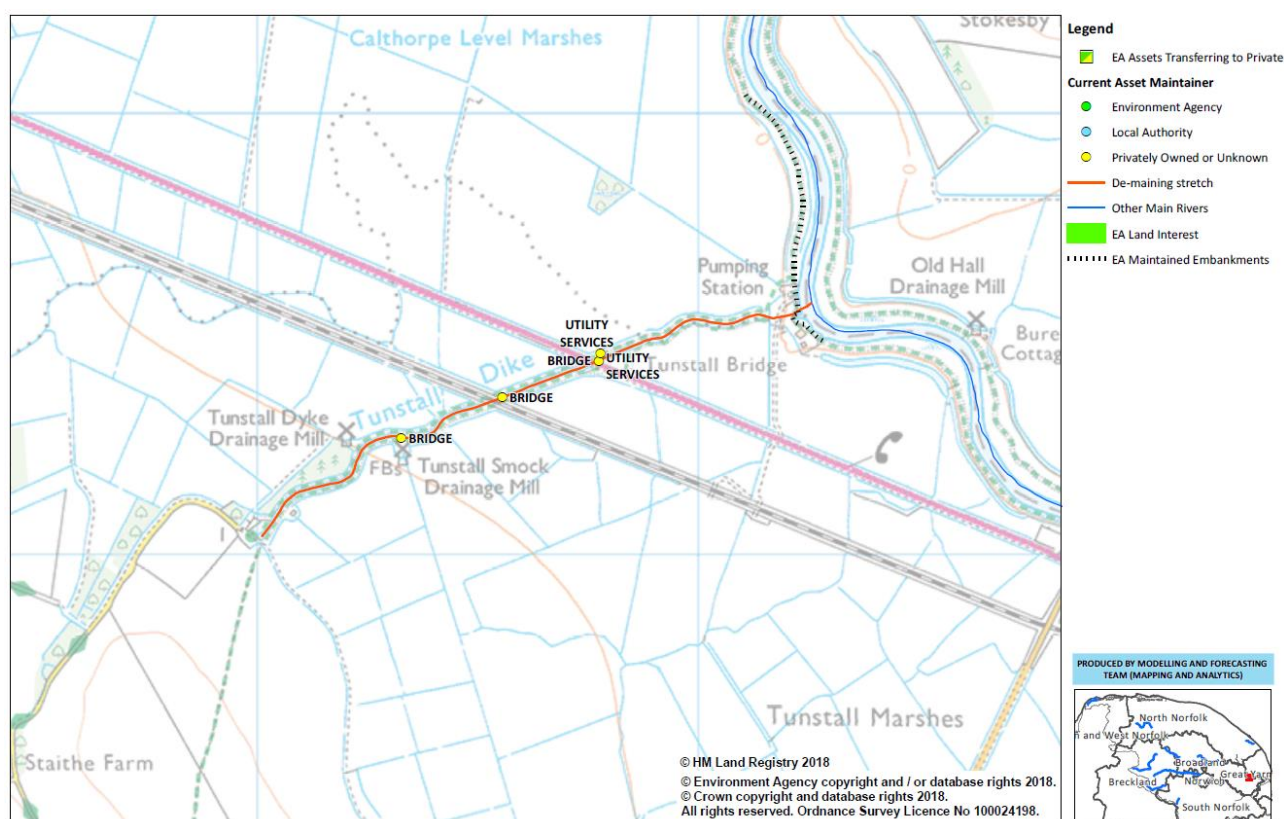 Stokesby
Calthorpe Level Marshes
Pumping
Station
Old Hall
Drainage Mill
Bure
Cottag
UTILITY
SERVICES
BRIDGE
UTILITY
SERVICES
Tunstall Bridge
Tunstall Dike
BRIDGE
Tunstall Dyke
Drainage Mill
BRIDGE
FBs
Tunstall Smock
Drainage Mill
Tunstall Marshes
Staithe Farm
© HM Land Registry 2018
© Environment Agency copyright and / or database rights 2018.
© Crown copyright and database rights 2018.
All rights reserved. Ordnance Survey Licence No 100024198.
Legend
EA Assets Transferring to Private
Current Asset Maintainer
Environment Agency
Local Authority
Privately Owned or Unknown
De-maining stretch
Other Main Rivers
EA Land Interest
EA Maintained Embankments
PRODUCED BY MODELLING AND FORECASTING
TEAM (MAPPING AND ANALYTICS)
North Norfolk
n and West Norfolk
Broadland
Norwich
Great Yarm
Breckland
South Norfolk